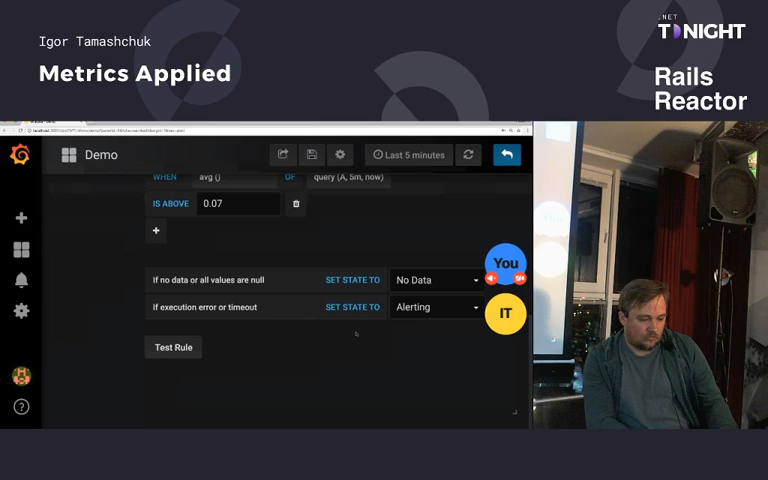 Igor Tamashchuk
Metrics Applied
.NET
TONIGHT
Rails
Reactor
Demo
Last 5 minutes
WHEN avg () OF query (A, 5m, now)
IS ABOVE 0.07
+
If no data or all values are null SET STATE TO No Data
If execution error or timeout SET STATE TO Alerting
You
IT
Test Rule